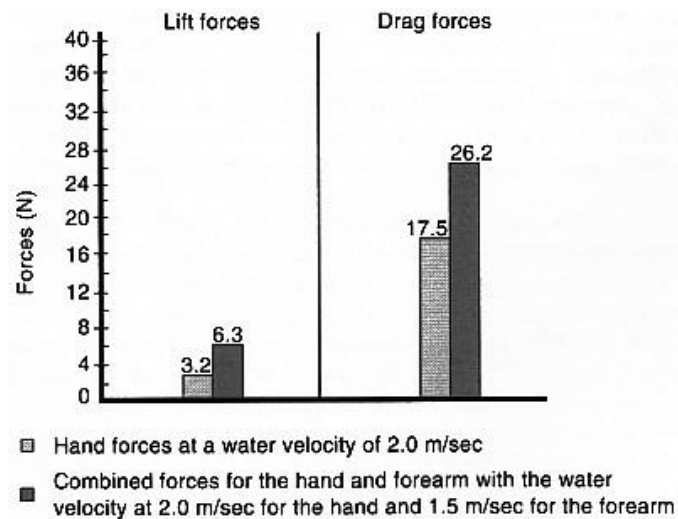 Lift forces
Drag forces
Forces (N)
40
36
32
28
24
20
16
12
8
4
0
3.2
6.3
17.5
26.2
Hand forces at a water velocity of 2.0 m/sec
Combined forces for the hand and forearm with the water
velocity at 2.0 m/sec for the hand and 1.5 m/sec for the forearm